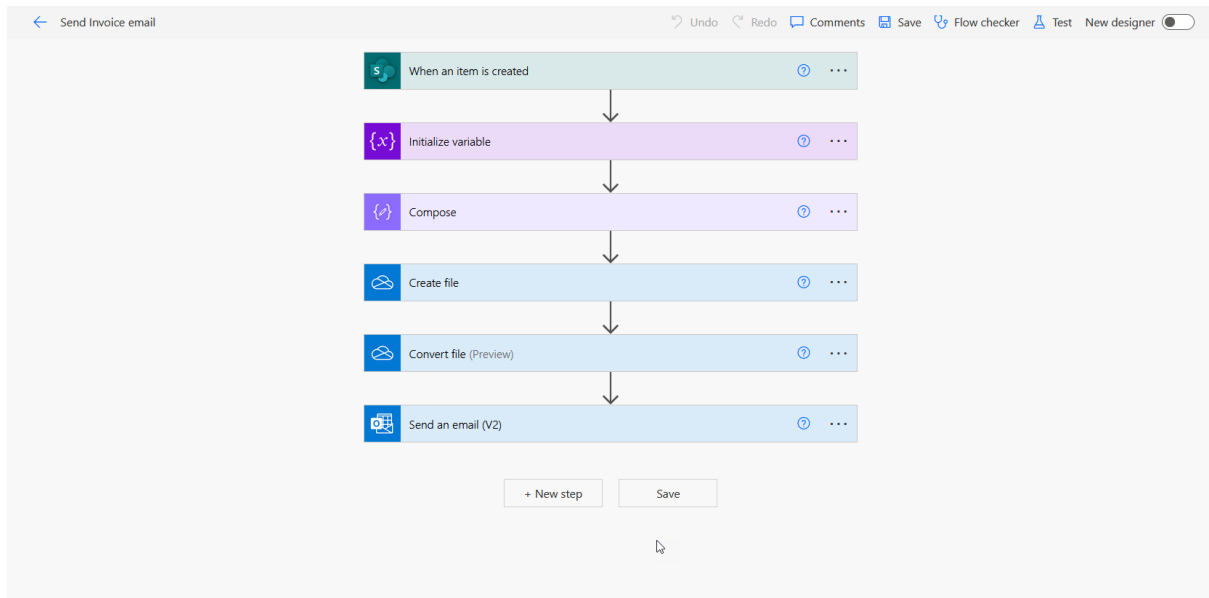 Send Invoice email Undo Redo Comments Save Flow checker Test New designer
S When an item is created ? ...
{x} Initialize variable ? ...
Compose ? ...
Create file ? ...
Convert file (Preview) ? ...
O Send an email (V2) ? ...
+ New step Save